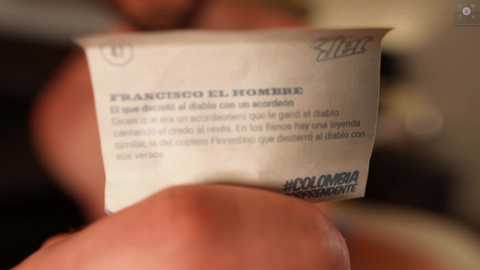 FRANCISCO EL HOMBRE
El que derrotó al diablo con un acordeón
Dicen que era un acordeonero que le ganó al diablo
cantando el credo al revés. En los llanos hay una leyenda
similar, la del coplero Florentino que desterró al diablo con
sus versos
#COLOMBIA